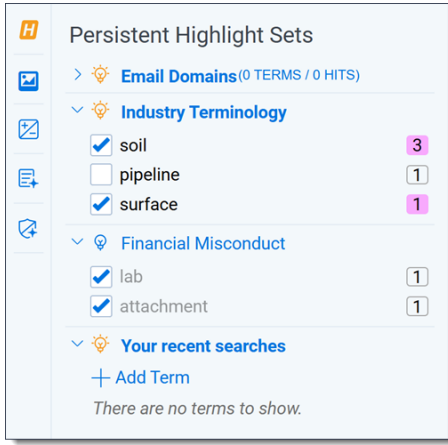 H
Persistent Highlight Sets
Email Domains (0 TERMS / 0 HITS)
Industry Terminology
soil 3
pipeline 1
surface 1
Financial Misconduct
lab 1
attachment 1
Your recent searches
+ Add Term
There are no terms to show.